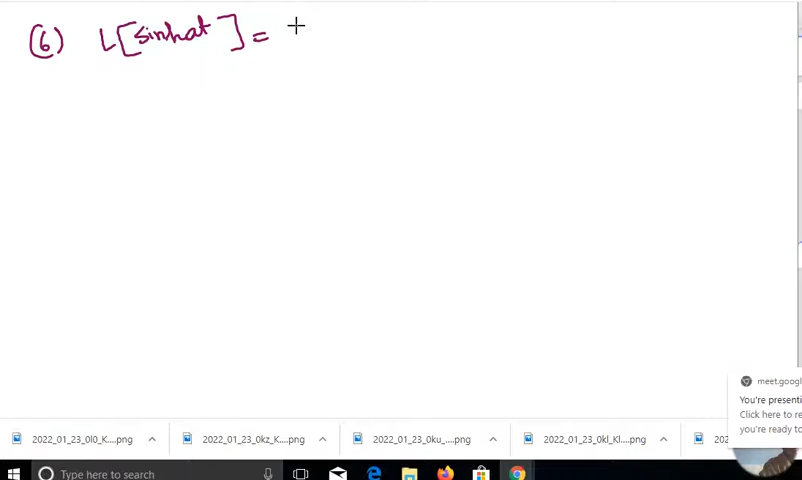 (6) L[sinhat] =
meet.googl
You're presenti
Click here to re
you're ready to
2022_01_23_0l0_K....png
2022_01_23_0kz_K....png
2022_01_23_0ku_....png
2022_01_23_0kl_Kl....png
202
Type here to search